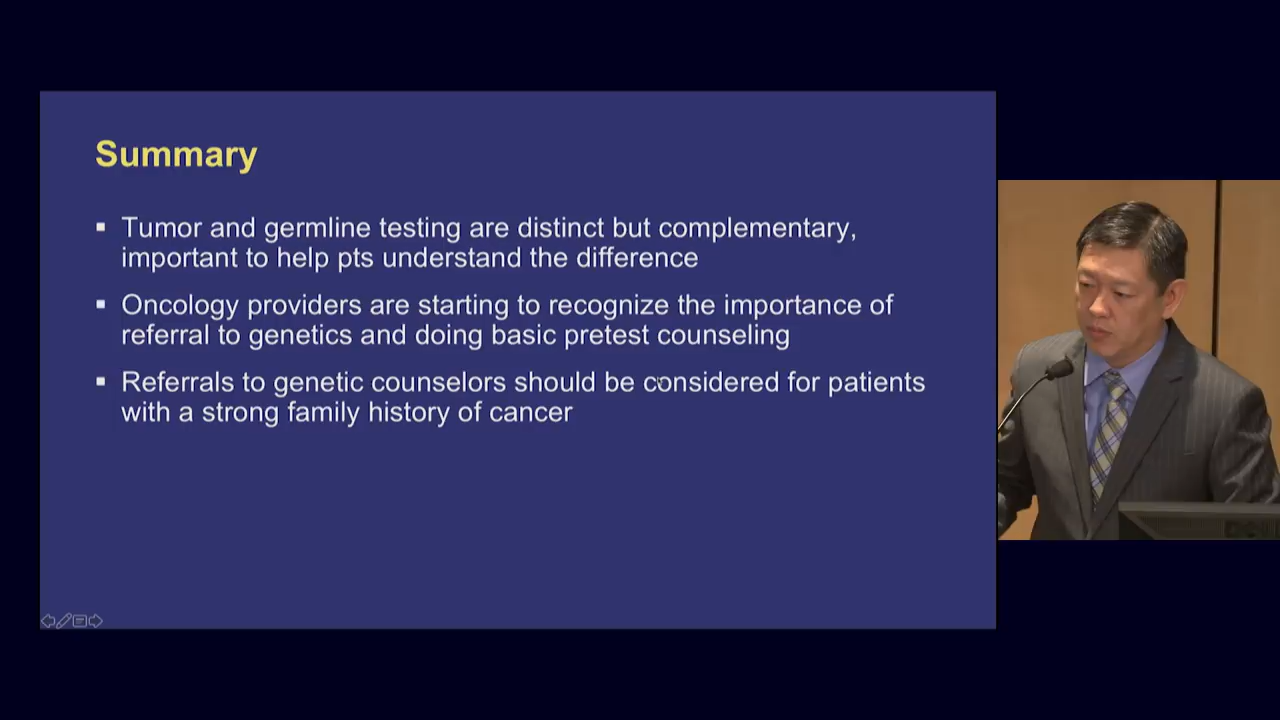 Summary
Tumor and germline testing are distinct but complementary,
important to help pts understand the difference
Oncology providers are starting to recognize the importance of
referral to genetics and doing basic pretest counseling
Referrals to genetic counselors should be considered for patients
with a strong family history of cancer